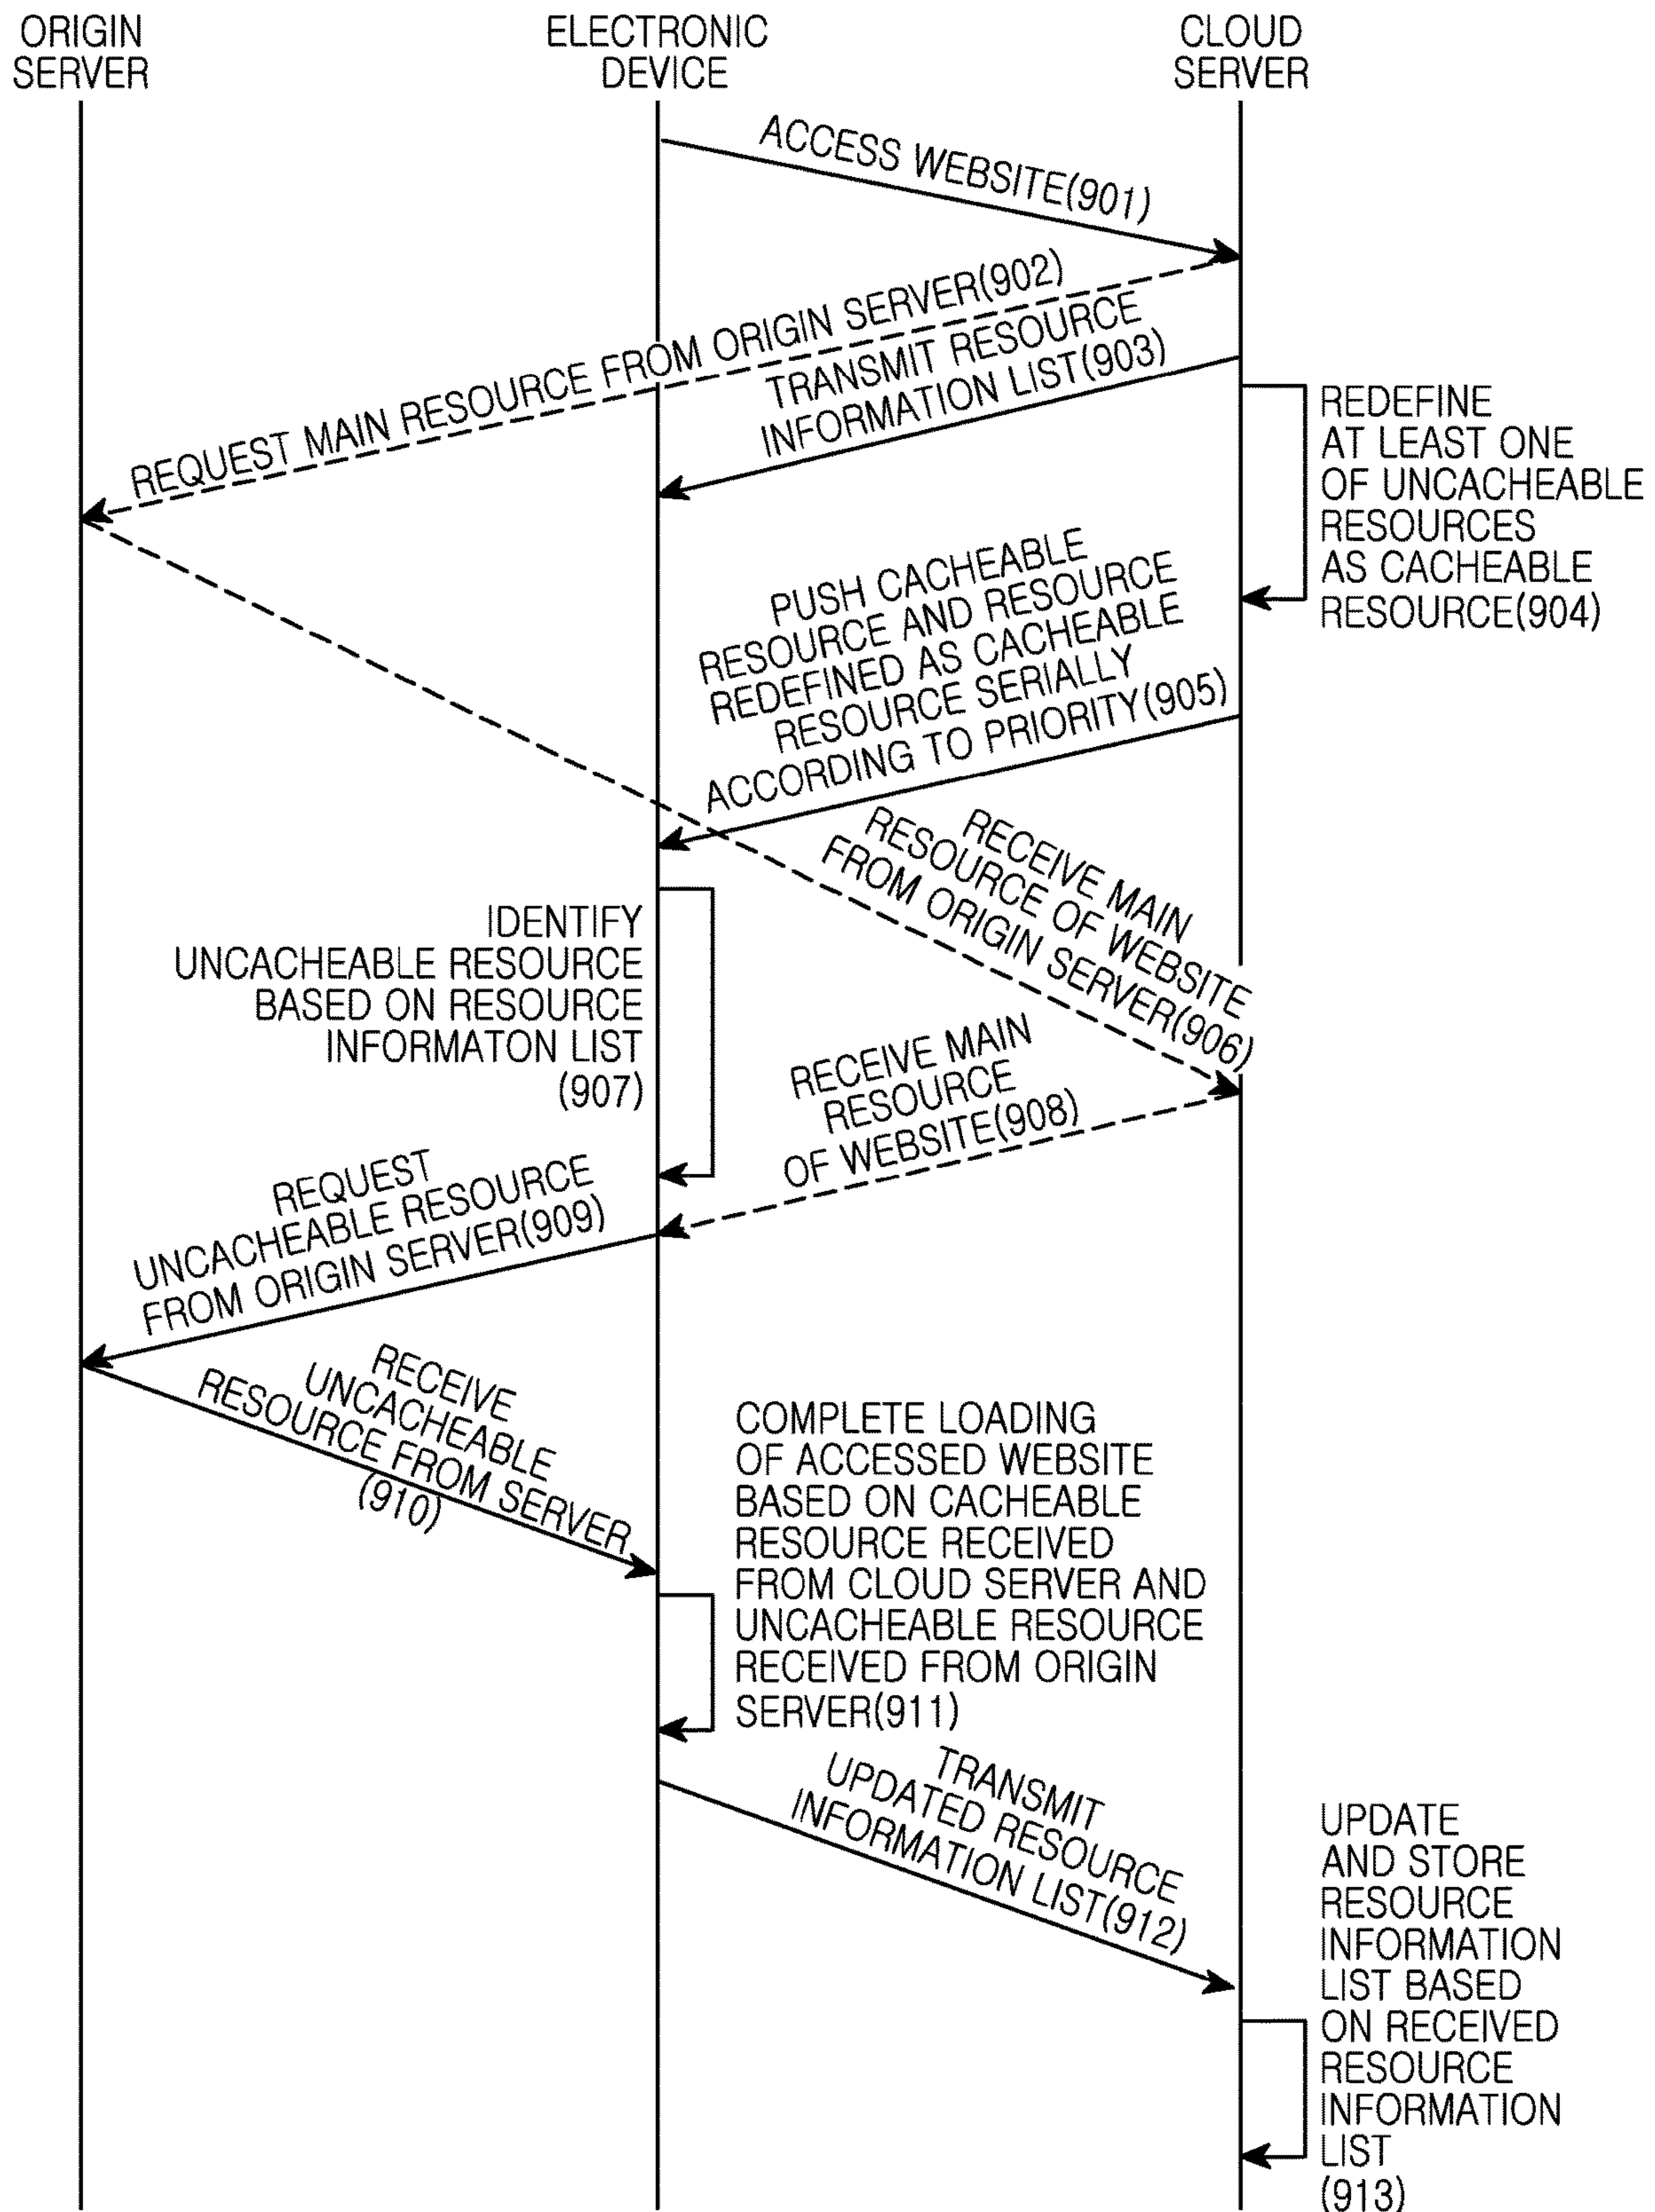 ORIGIN
SERVER
ELECTRONIC
DEVICE
CLOUD
SERVER
ACCESS WEBSITE(901)
REQUEST MAIN RESOURCE FROM ORIGIN SERVER(902)
TRANSMIT RESOURCE
INFORMATION LIST(903)
REDEFINE
AT LEAST ONE
OF UNCACHEABLE
RESOURCES
AS CACHEABLE
RESOURCE(904)
PUSH CACHEABLE
RESOURCE AND RESOURCE
REDEFINED AS CACHEABLE
RESOURCE SERIALLY
ACCORDING TO PRIORITY(905)
RECEIVE MAIN
RESOURCE OF WEBSITE
FROM ORIGIN SERVER(906)
IDENTIFY
UNCACHEABLE RESOURCE
BASED ON RESOURCE
INFORMATON LIST
(907)
RECEIVE MAIN
RESOURCE
OF WEBSITE(908)
REQUEST
UNCACHEABLE RESOURCE
FROM ORIGIN SERVER(909)
RECEIVE
UNCACHEABLE
RESOURCE FROM SERVER
(910)
COMPLETE LOADING
OF ACCESSED WEBSITE
BASED ON CACHEABLE
RESOURCE RECEIVED
FROM CLOUD SERVER AND
UNCACHEABLE RESOURCE
RECEIVED FROM ORIGIN
SERVER(911)
TRANSMIT
UPDATED RESOURCE
INFORMATION LIST(912)
UPDATE
AND STORE
RESOURCE
INFORMATION
LIST BASED
ON RECEIVED
RESOURCE
INFORMATION
LIST
(913)